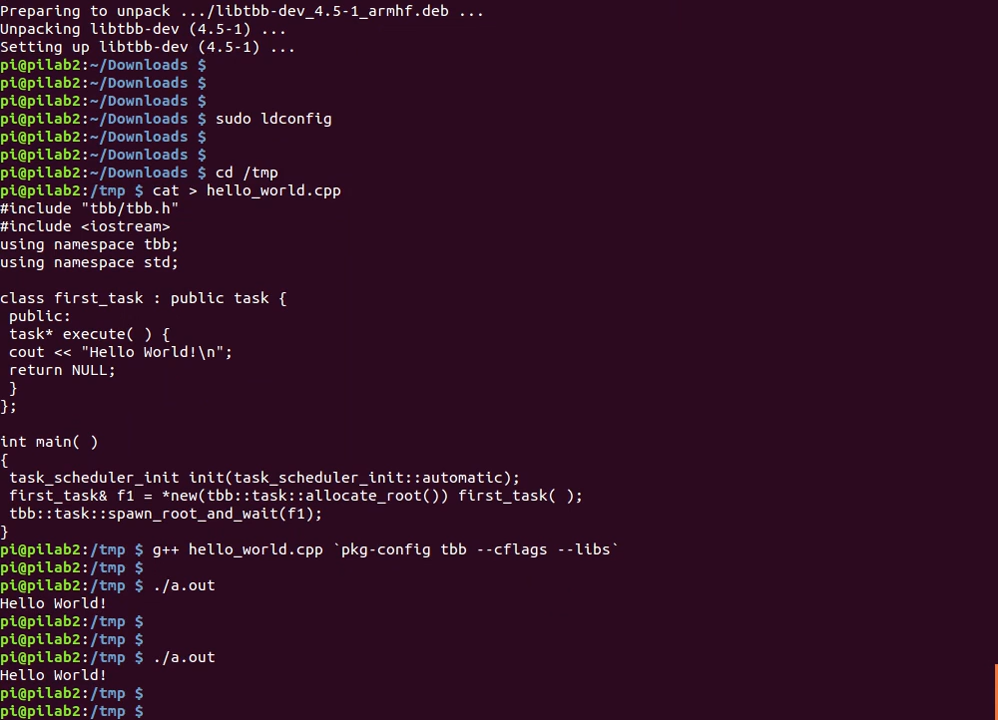 Preparing to unpack .../libtbb-dev_4.5-1_armhf.deb ...
Unpacking libtbb-dev (4.5-1) ...
Setting up libtbb-dev (4.5-1) ...
pi@pilab2:~/Downloads $
pi@pilab2:~/Downloads $
pi@pilab2:~/Downloads $
pi@pilab2:~/Downloads $ sudo ldconfig
pi@pilab2:~/Downloads $
pi@pilab2:~/Downloads $
pi@pilab2:~/Downloads $ cd /tmp
pi@pilab2:/tmp $ cat > hello_world.cpp
#include "tbb/tbb.h"
#include <iostream>
using namespace tbb;
using namespace std;

class first_task : public task {
 public:
 task* execute( ) {
 cout << "Hello World!\n";
 return NULL;
 }
};

int main( )
{
 task_scheduler_init init(task_scheduler_init::automatic);
 first_task& f1 = *new(tbb::task::allocate_root()) first_task( );
 tbb::task::spawn_root_and_wait(f1);
}
pi@pilab2:/tmp $ g++ hello_world.cpp `pkg-config tbb --cflags --libs`
pi@pilab2:/tmp $
pi@pilab2:/tmp $ ./a.out
Hello World!
pi@pilab2:/tmp $
pi@pilab2:/tmp $
pi@pilab2:/tmp $ ./a.out
Hello World!
pi@pilab2:/tmp $
pi@pilab2:/tmp $